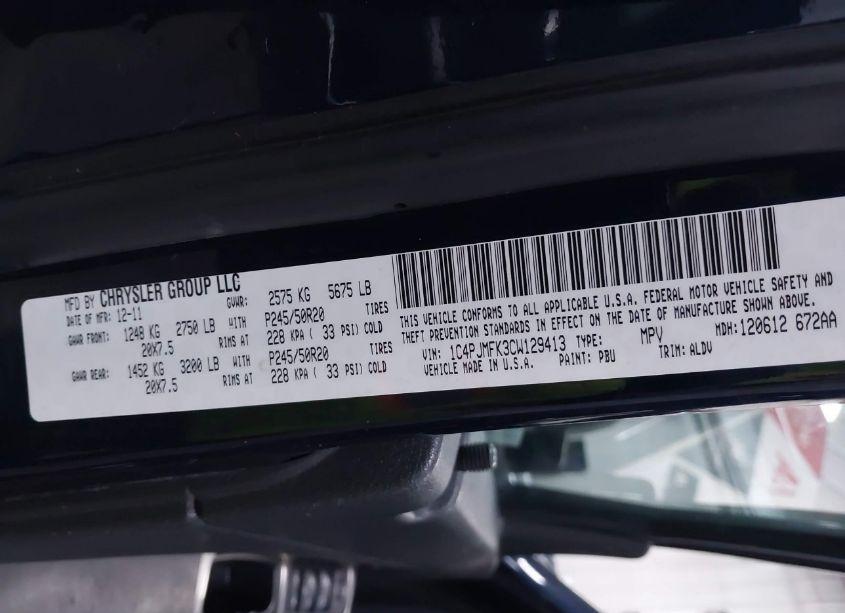 MFD BY CHRYSLER GROUP LLC
DATE OF MFR: 12-11 GVWR: 2575 KG 5675 LB
GAWR FRONT: 1248 KG 2750 LB WITH P245/50R20 TIRES
20X7.5 RIMS AT 228 KPA ( 33 PSI) COLD
GAWR REAR: 1452 KG 3200 LB WITH P245/50R20 TIRES
20X7.5 RIMS AT 228 KPA ( 33 PSI) COLD
THIS VEHICLE CONFORMS TO ALL APPLICABLE U.S.A. FEDERAL MOTOR VEHICLE SAFETY AND
THEFT PREVENTION STANDARDS IN EFFECT ON THE DATE OF MANUFACTURE SHOWN ABOVE.
VIN: 1C4PJMFK3CW129413 TYPE: MPV MDH: 120612 672AA
VEHICLE MADE IN U.S.A. PAINT: PBU TRIM: ALDV